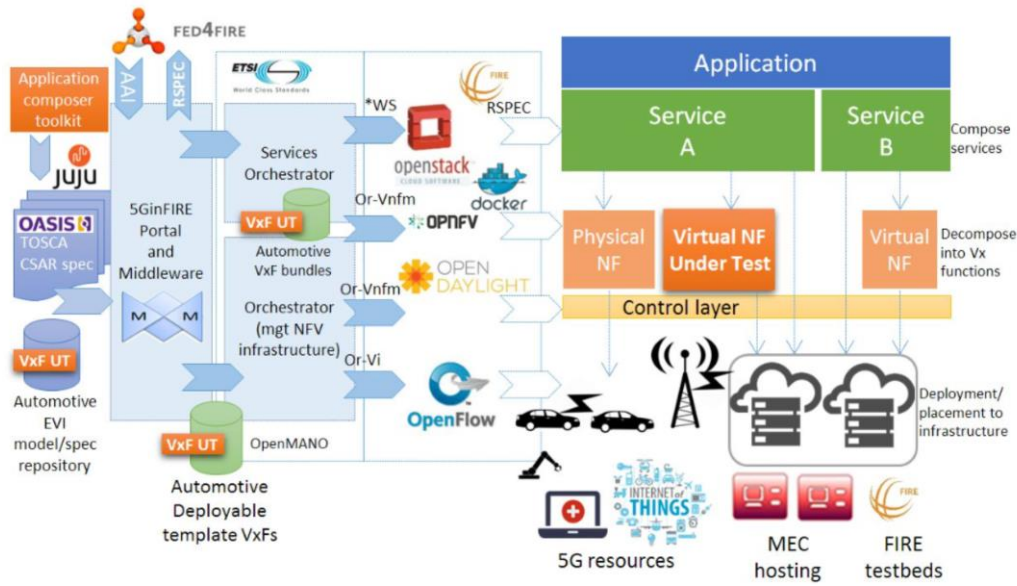 FED4FIRE
Application
composer
toolkit
AAI
RSPEC
JUJU
OASIS
TOSCA
CSAR spec
VxF UT
Automotive
EVI
model/spec
repository
5GinFIRE
Portal
and
Middleware
M M
ETSI
World Class Standards
Services
Orchestrator
VxF UT
Automotive
VxF bundles
Orchestrator
(mgt NFV
infrastructure)
VxF UT
OpenMANO
Automotive
Deployable
template VxFs
*WS
Or-Vnfm
Or-Vnfm
Or-Vi
FIRE
RSPEC
openstack
CLOUD SOFTWARE
docker
OPNFV
OPEN
DAYLIGHT
OpenFlow
Application
Service
A
Service
B
Compose
services
Physical
NF
Virtual NF
Under Test
Virtual
NF
Decompose
into Vx
functions
Control layer
Deployment/
placement to
infrastructure
INTERNET of
THINGS
5G resources
MEC
hosting
FIRE
FIRE
testbeds